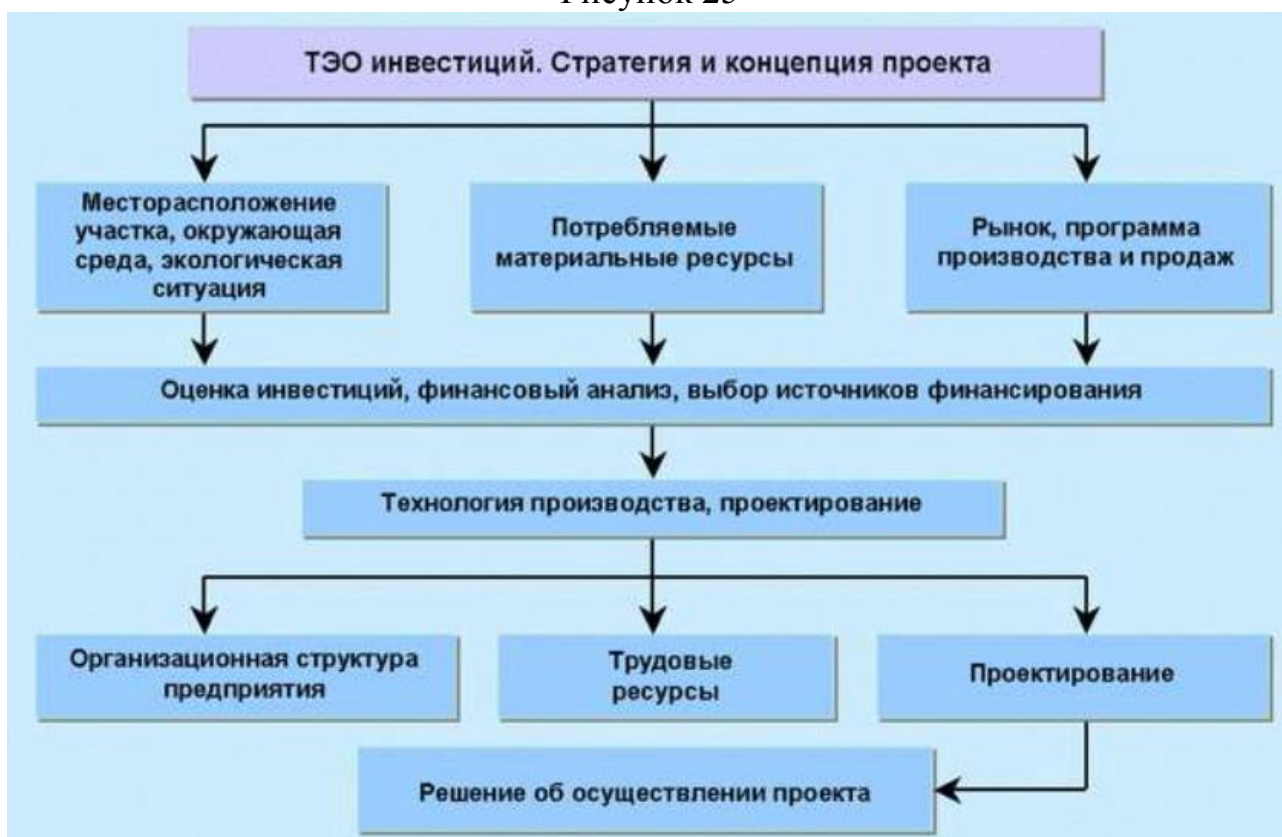 Рисунок 25
ТЭО инвестиций. Стратегия и концепция проекта
Месторасположение
участка, окружающая
среда, экологическая
ситуация
Потребляемые
материальные ресурсы
Рынок, программа
производства и продаж
Оценка инвестиций, финансовый анализ, выбор источников финансирования
Технология производства, проектирование
Организационная структура
предприятия
Трудовые
ресурсы
Проектирование
Решение об осуществлении проекта